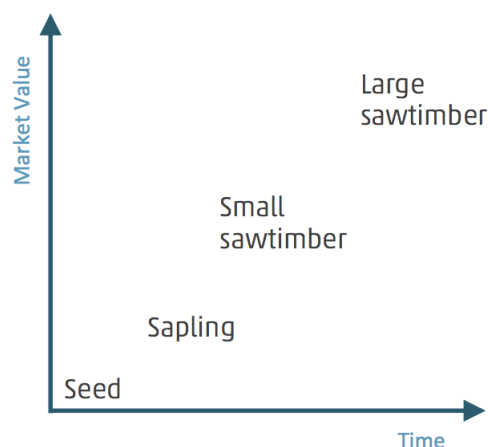 Market Value
Large
sawtimber
Small
sawtimber
Sapling
Seed
Time